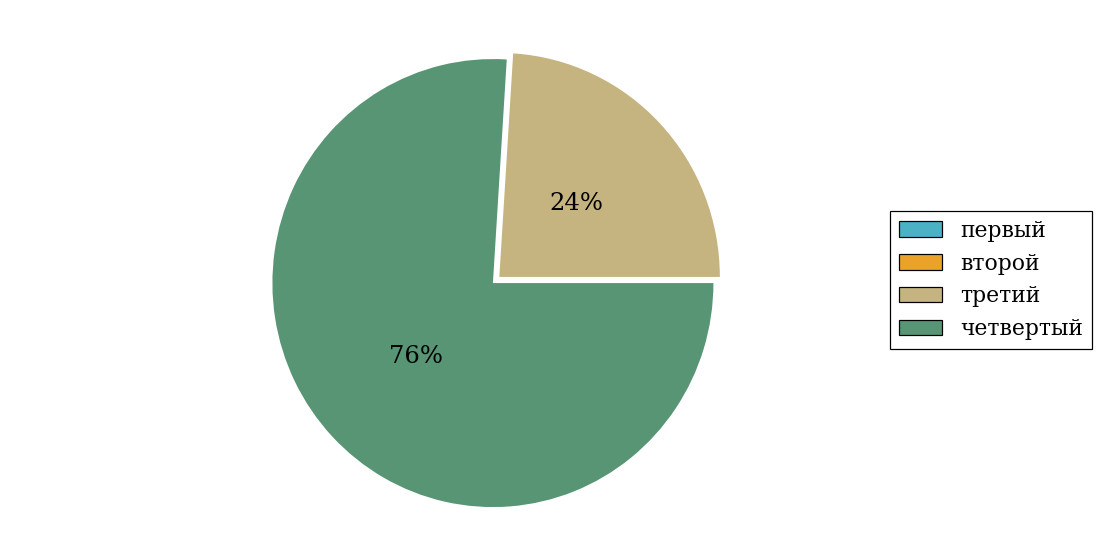 24%
76%
первый
второй
третий
четвертый